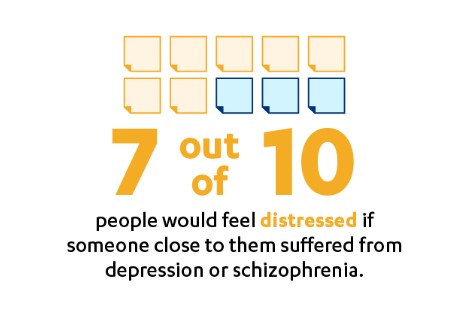 7 out of 10
people would feel distressed if
someone close to them suffered from
depression or schizophrenia.